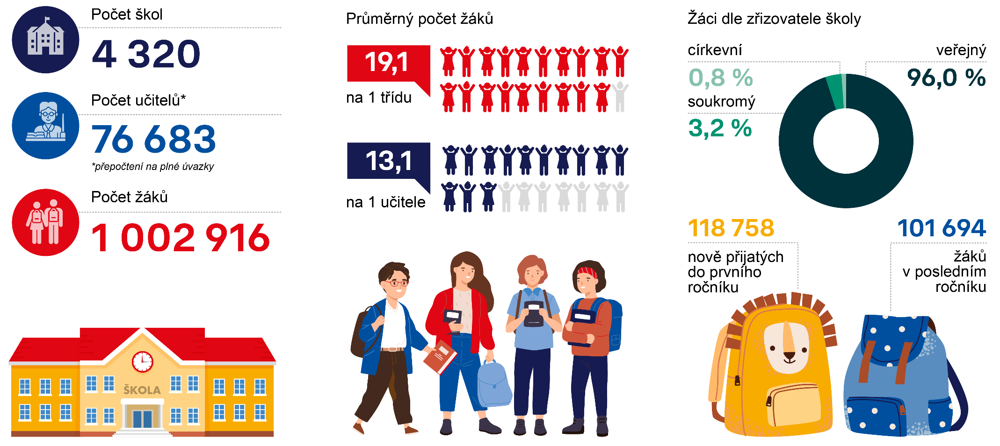 Počet škol
4 320
Počet učitelů*
76 683
*přepočtení na plné úvazky
Počet žáků
1 002 916
ŠKOLA
Průměrný počet žáků
19,1
na 1 třídu
13,1
na 1 učitele
Žáci dle zřizovatele školy
církevní
0,8 %
soukromý
3,2 %
veřejný
96,0 %
118 758
nově přijatých
do prvního
ročníku
101 694
žáků
v posledním
ročníku